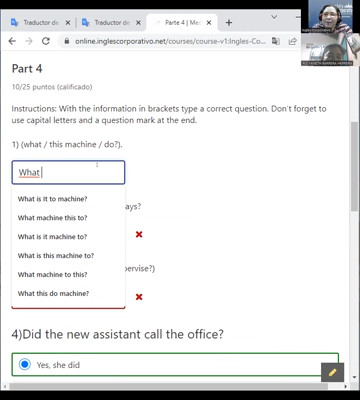 Traductor de
Traductor de
Parte 4 | Me
online.inglescorporativo.net/courses/course-v1:Ingles-Co...
Part 4
10/25 puntos (calificado)
Instructions: With the information in brackets type a correct question. Don´t forget to
use capital letters and a question mark at the end.
1) (what / this machine / do?).
What
What is It to machine?
ays?
What machine this to?
What is it machine to?
What is this machine to?
pervise?)
What machine to this?
What this do machine?
4)Did the new assistant call the office?
Yes, she did